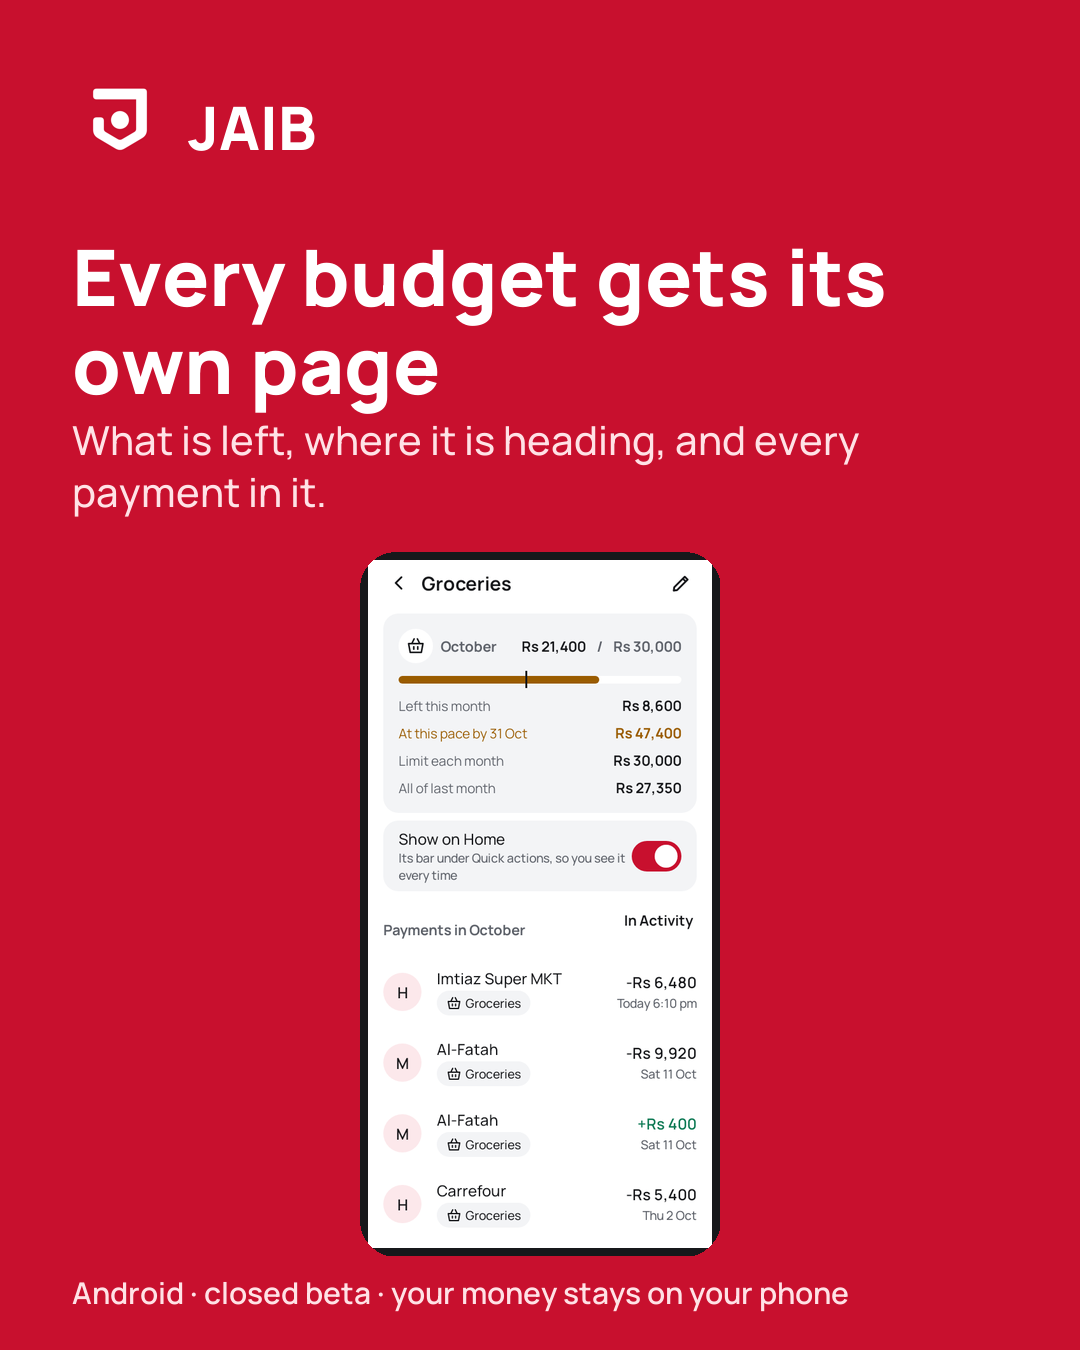 JAIB
Every budget gets its
own page
What is left, where it is heading, and every
payment in it.
Groceries
October Rs 21,400 / Rs 30,000
Left this month Rs 8,600
At this pace by 31 Oct Rs 47,400
Limit each month Rs 30,000
All of last month Rs 27,350
Show on Home
Its bar under Quick actions, so you see it
every time
Payments in October In Activity
H Imtiaz Super MKT -Rs 6,480
Groceries Today 6:10 pm
M Al-Fatah -Rs 9,920
Groceries Sat 11 Oct
M Al-Fatah +Rs 400
Groceries Sat 11 Oct
H Carrefour -Rs 5,400
Groceries Thu 2 Oct
Android · closed beta · your money stays on your phone